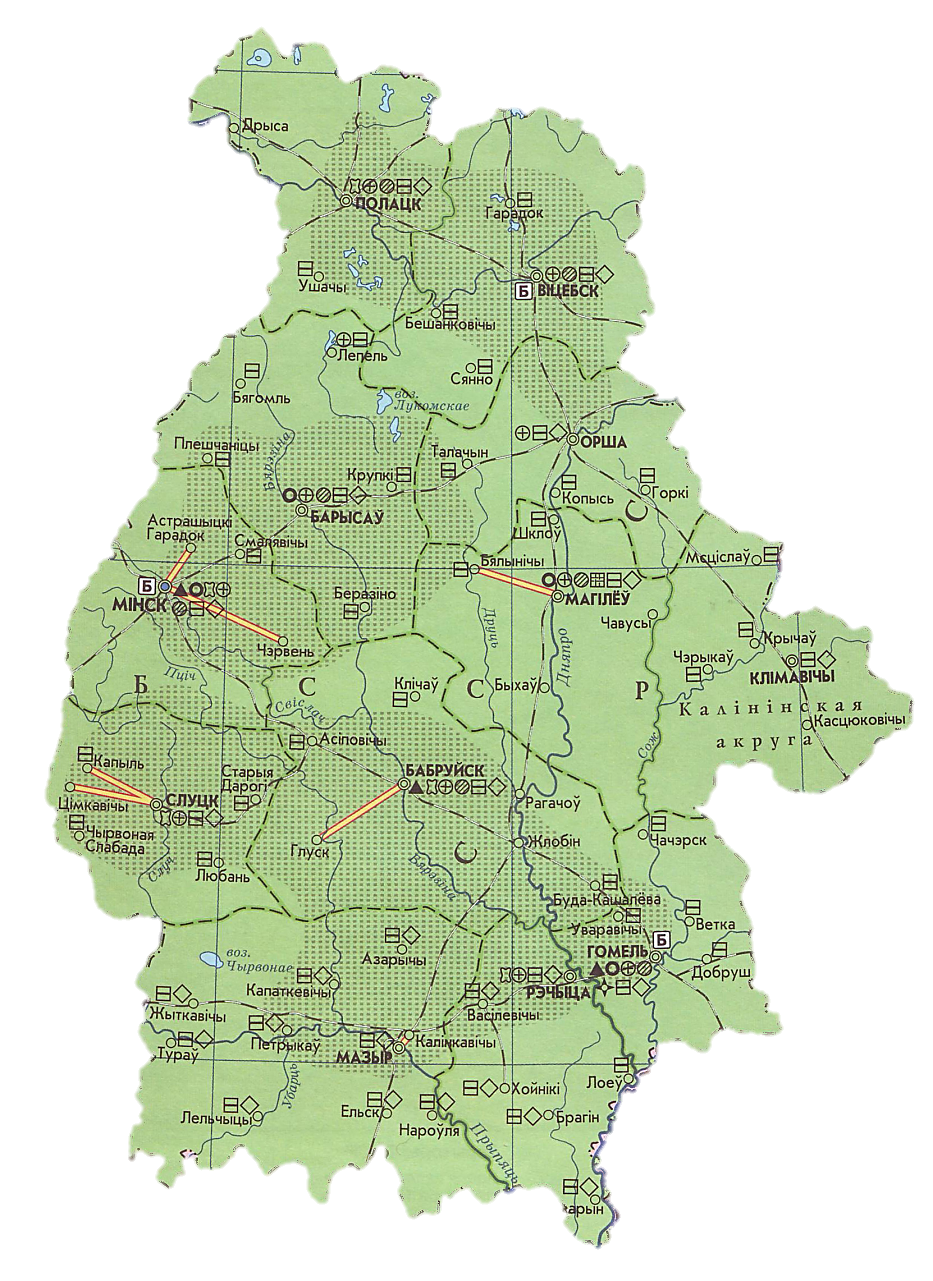 Дрыса
ПОЛАЦК
Гарадок
Ушачы
Б
ВІЦЕБСК
Бешанковічы
Лепель
Сянно
Бягомль
воз.
Лукомскае
Плешчаніцы
Бярэзіна
Талачын
ОРША
Крупкі
Копысь
Горкі
БАРЫСАЎ
С
Астрашыцкі
Гарадок
Смалявічы
Шклоў
Бялынічы
Мсціслаў
Б
МІНСК
Беразіно
МАГІЛЁЎ
Чавусы
Друць
Дняпро
Чэрвень
Крычаў
Чэрыкаў
КЛІМАВІЧЫ
Пціч
Б
С
С
Р
Клічаў
Быхаў
Свіслач
Калінінская
акруга
Касцюковічы
Асіповічы
Сож
Капыль
Старыя
Дарогі
БАБРУЙСК
Цімкавічы
СЛУЦК
Рагачоў
Чырвоная
Слабада
Глуск
С
Жлобін
Чачэрск
Случ
Любань
Бярэзіна
Буда-Кашалёва
Уваравічы
Ветка
Б
ГОМЕЛЬ
воз.
Чырвонае
Азарычы
Добруш
Капаткевічы
РЭЧЫЦА
Жыткавічы
Васілевічы
Тураў
Петрыкаў
Калінкавічы
МАЗЫР
Убарць
Хойнікі
Лоеў
Лельчыцы
Ельск
Нароўля
Брагін
Прыпяць
арын